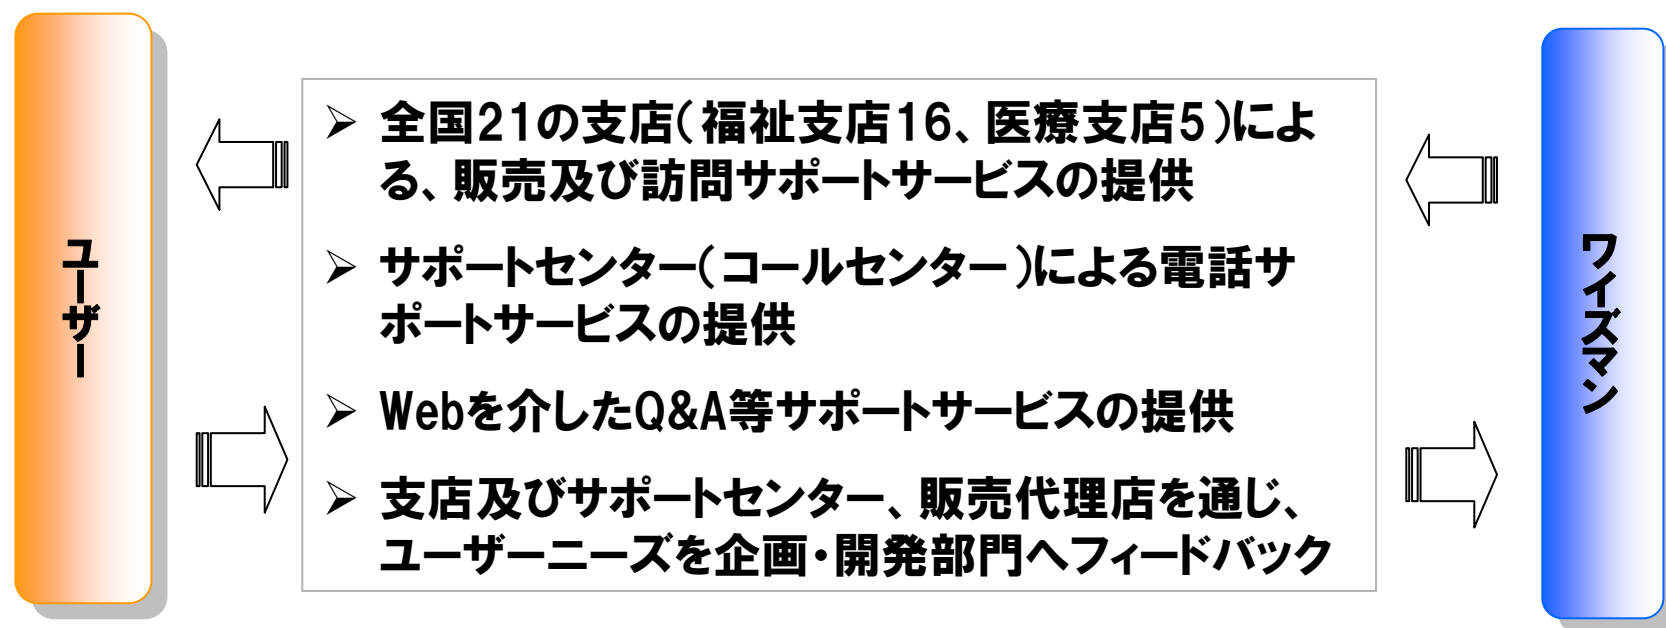 ユーザー
➢ 全国21の支店(福祉支店16、医療支店5)によ
る、販売及び訪問サポートサービスの提供
➢ サポートセンター(コールセンター)による電話サ
ポートサービスの提供
➢ Webを介したQ&A等サポートサービスの提供
➢ 支店及びサポートセンター、販売代理店を通じ、
ユーザーニーズを企画・開発部門へフィードバック
ワイズマン